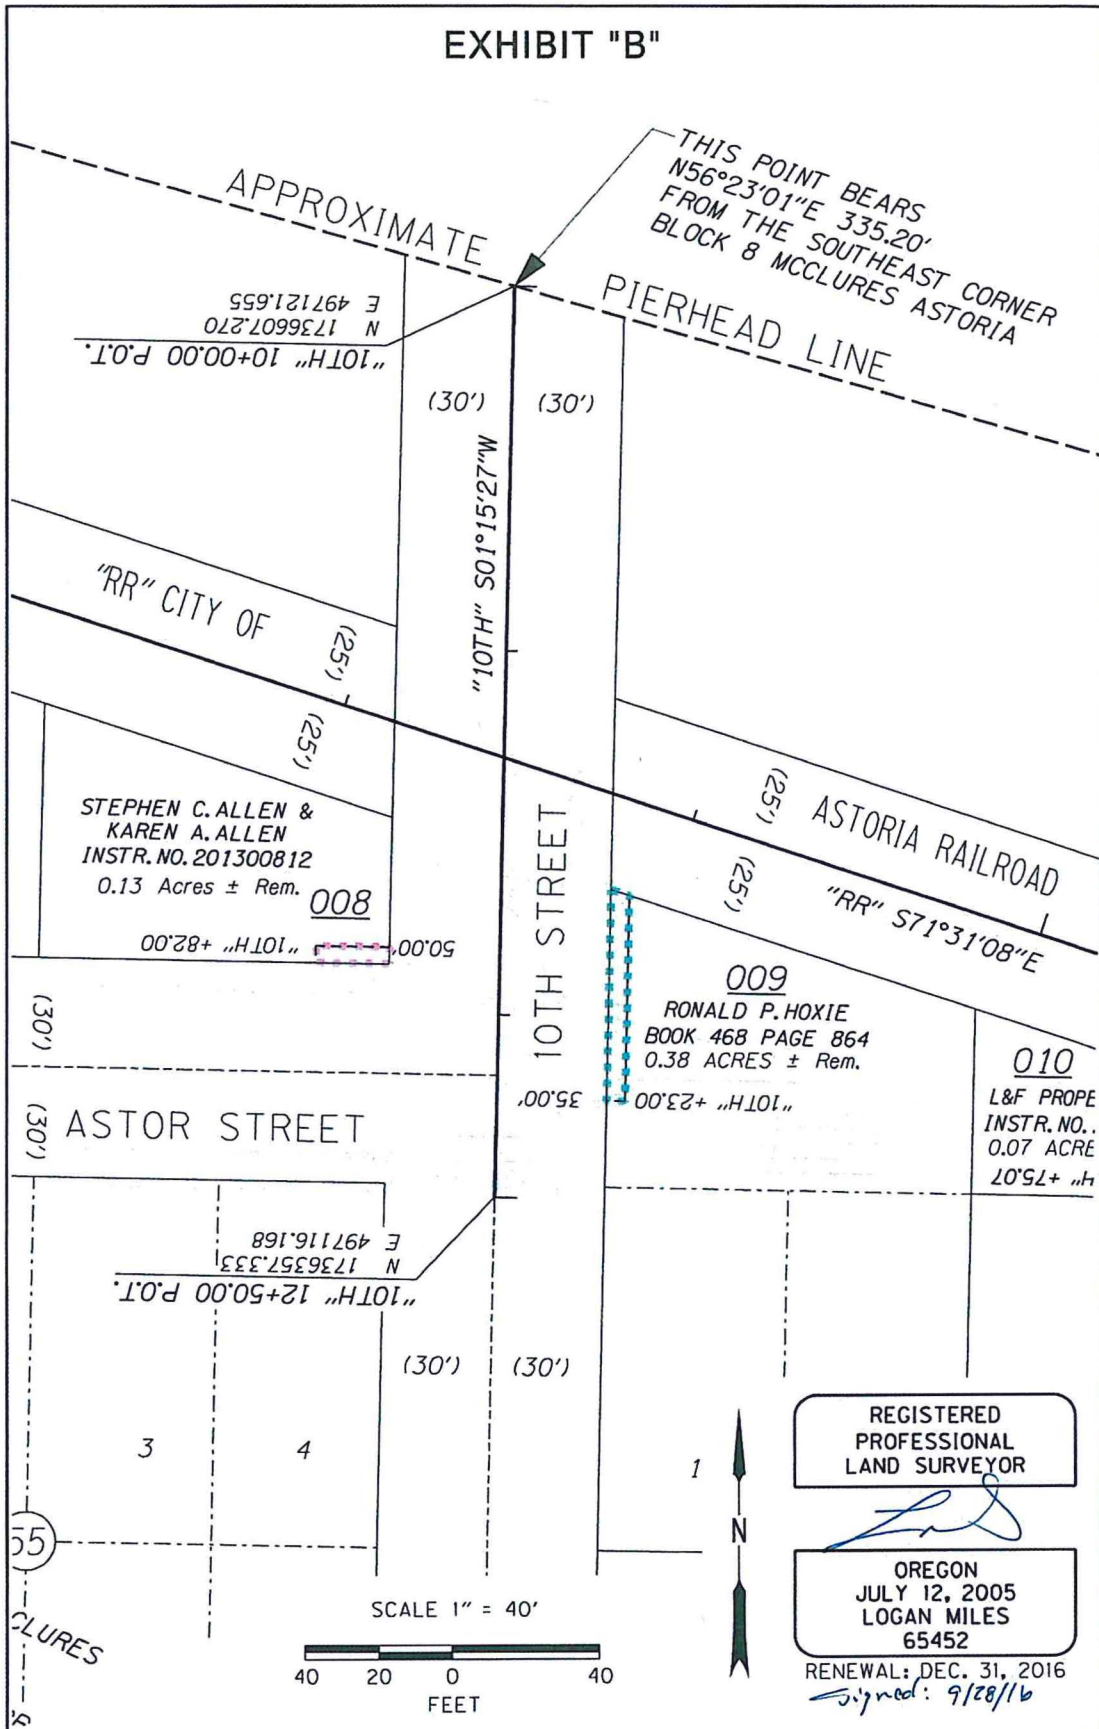 EXHIBIT "B"
THIS POINT BEARS
N56°23'01"E 335.20'
FROM THE SOUTHEAST CORNER
BLOCK 8 MCCLURES ASTORIA
APPROXIMATE
PIERHEAD LINE
"10TH" 10+00.00 P.O.T.
N 1736607.270
E 497121.655
(30')
(30')
"10TH" S01°15'27"W
"RR" CITY OF
(25')
(25')
ASTORIA RAILROAD
(25')
(25')
"RR" S71°31'08"E
STEPHEN C. ALLEN &
KAREN A. ALLEN
INSTR. NO. 201300812
0.13 Acres ± Rem.
008
"10TH" +82.00
50.00'
10TH STREET
009
RONALD P. HOXIE
BOOK 468 PAGE 864
0.38 ACRES ± Rem.
"10TH" +23.00
35.00'
010
L&F PROPE
INSTR. NO..
0.07 ACRE
H" +75.07
(30')
(30')
ASTOR STREET
"10TH" 12+50.00 P.O.T.
N 1736357.333
E 497116.168
(30')
(30')
3
4
1
55
CLURES
N
SCALE 1" = 40'
40 20 0 40
FEET
REGISTERED
PROFESSIONAL
LAND SURVEYOR
OREGON
JULY 12, 2005
LOGAN MILES
65452
RENEWAL: DEC. 31, 2016
Signed: 9/28/16